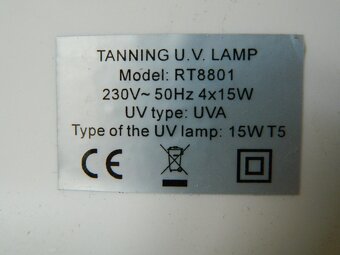 TANNING U.V. LAMP
Model: RT8801
230V~ 50Hz 4x15W
UV type: UVA
Type of the UV lamp: 15W T5
CE